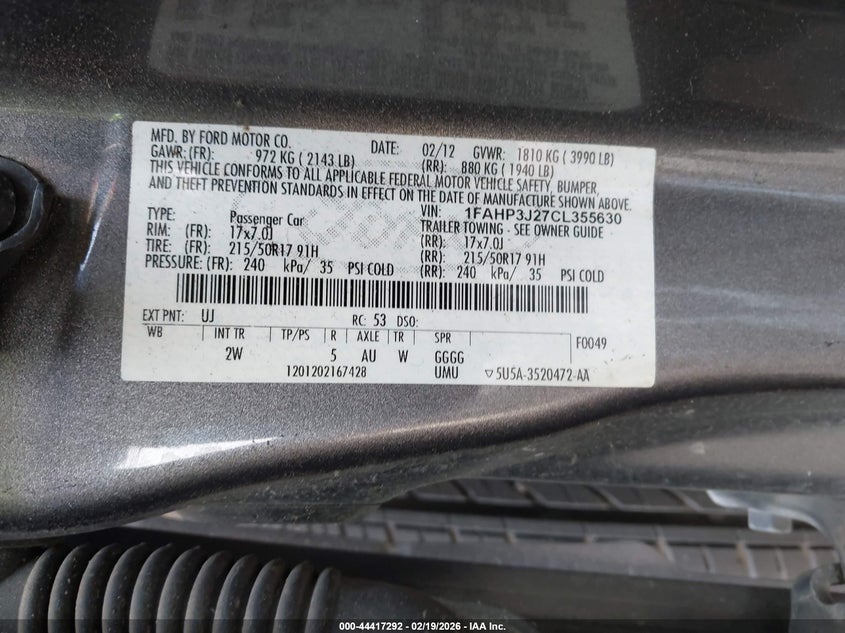 MFD. BY FORD MOTOR CO. DATE: 02/12 GVWR: 1810 KG ( 3990 LB)
GAWR: (FR): 972 KG ( 2143 LB) (RR): 880 KG ( 1940 LB)
THIS VEHICLE CONFORMS TO ALL APPLICABLE FEDERAL MOTOR VEHICLE SAFETY, BUMPER,
AND THEFT PREVENTION STANDARDS IN EFFECT ON THE DATE OF MANUFACTURE SHOWN ABOVE.
VIN: 1FAHP3J27CL355630
TYPE: Passenger Car TRAILER TOWING - SEE OWNER GUIDE
RIM: (FR): 17x7.0J (RR): 17x7.0J
TIRE: (FR): 215/50R17 91H (RR): 215/50R17 91H
PRESSURE: (FR): 240 kPa/ 35 PSI COLD (RR): 240 kPa/ 35 PSI COLD
EXT PNT: UJ RC: 53 DSO:
WB INT TR TP/PS R AXLE TR SPR F0049
2W 5 AU W GGGG
1201202167428 UMU ▽5U5A-3520472-AA
000-44417292 - 02/19/2026 - IAA Inc.